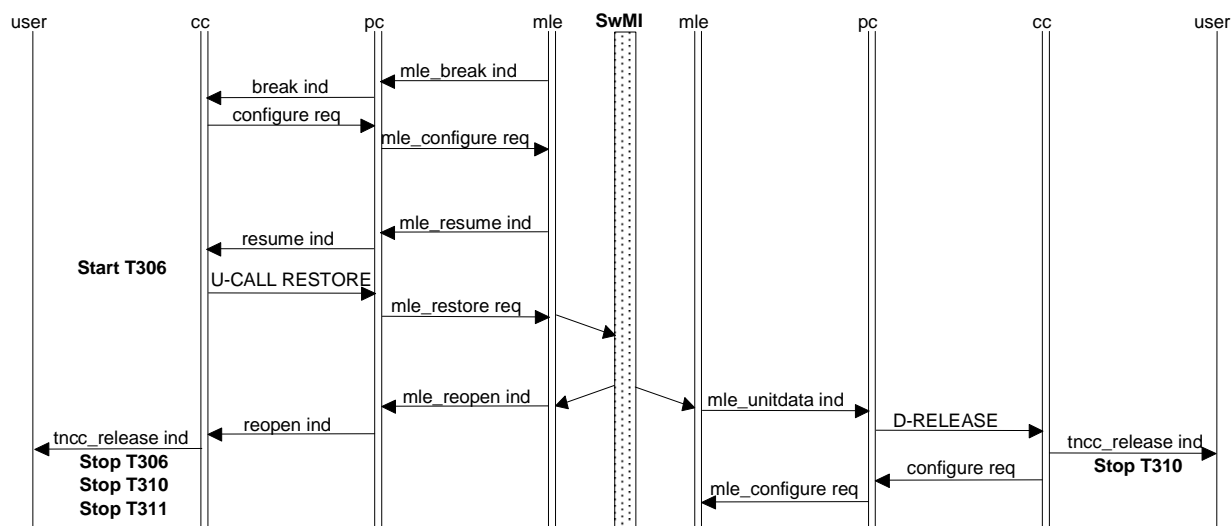 user cc pc mle SwMI mle pc cc user
mle_break ind
break ind
configure req
mle_configure req
mle_resume ind
resume ind
Start T306
U-CALL RESTORE
mle_restore req
mle_reopen ind mle_unitdata ind
reopen ind D-RELEASE
tncc_release ind tncc_release ind
Stop T306 Stop T310
configure req
Stop T310 mle_configure req
Stop T311